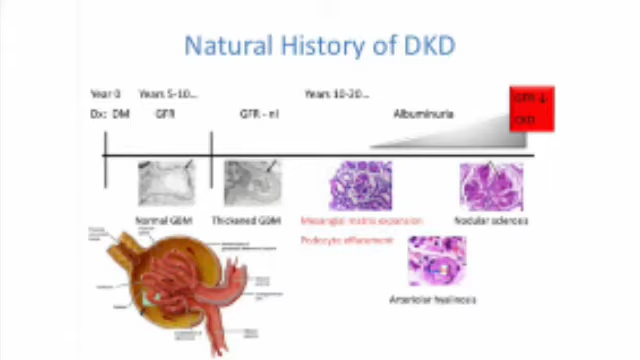 Natural History of DKD
Year 0
Years 5-10...
Years 10-20...
Dx: DM
GFR
GFR - nl
Albuminuria
GFR ↓
CKD
Normal GBM
Thickened GBM
Mesangial matrix expansion
Nodular sclerosis
Podocyte effacement
Arteriolar hyalinosis